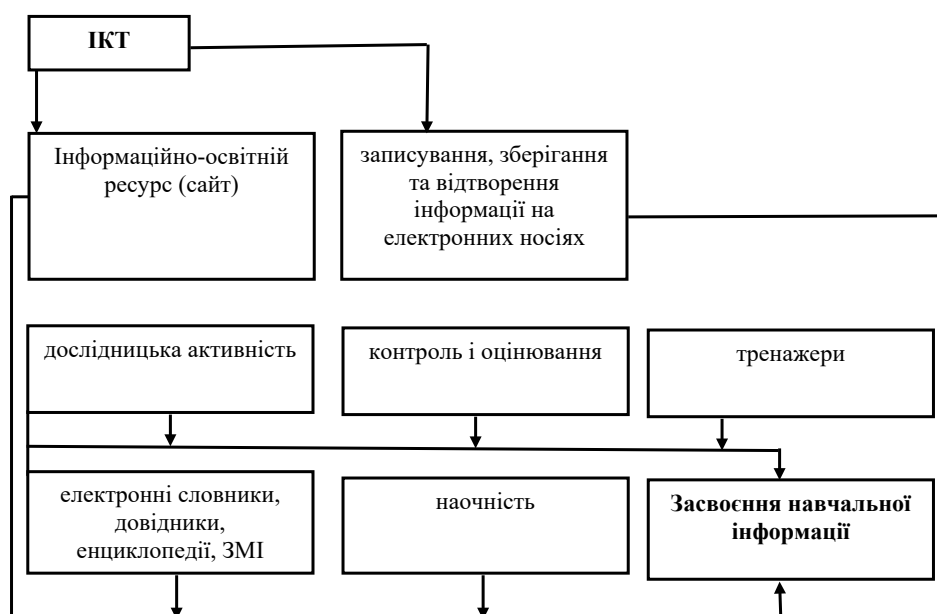 ІКТ
Інформаційно-освітній
ресурс (сайт)
записування, зберігання
та відтворення
інформації на
електронних носіях
дослідницька активність
контроль і оцінювання
тренажери
електронні словники,
довідники,
енциклопедії, ЗМІ
наочність
Засвоєння навчальної
інформації